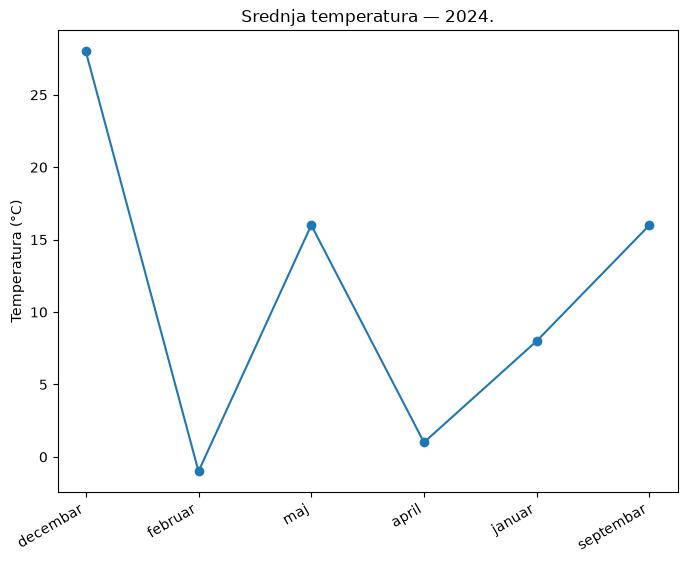 Srednja temperatura — 2024.
Temperatura (°C)
25
20
15
10
5
0
decembar
februar
maj
april
januar
septembar